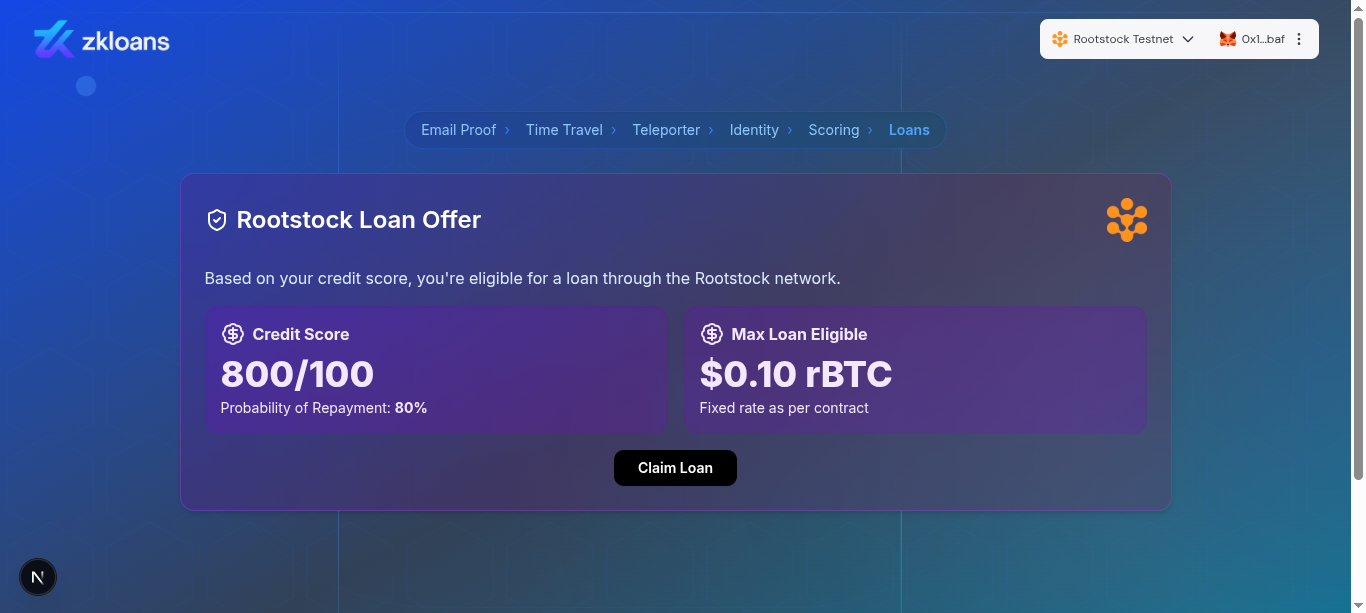 zkloans
Rootstock Testnet
0x1...baf
Email Proof › Time Travel › Teleporter › Identity › Scoring › Loans
Rootstock Loan Offer
Based on your credit score, you're eligible for a loan through the Rootstock network.
Credit Score
800/100
Probability of Repayment: 80%
Max Loan Eligible
$0.10 rBTC
Fixed rate as per contract
Claim Loan
N